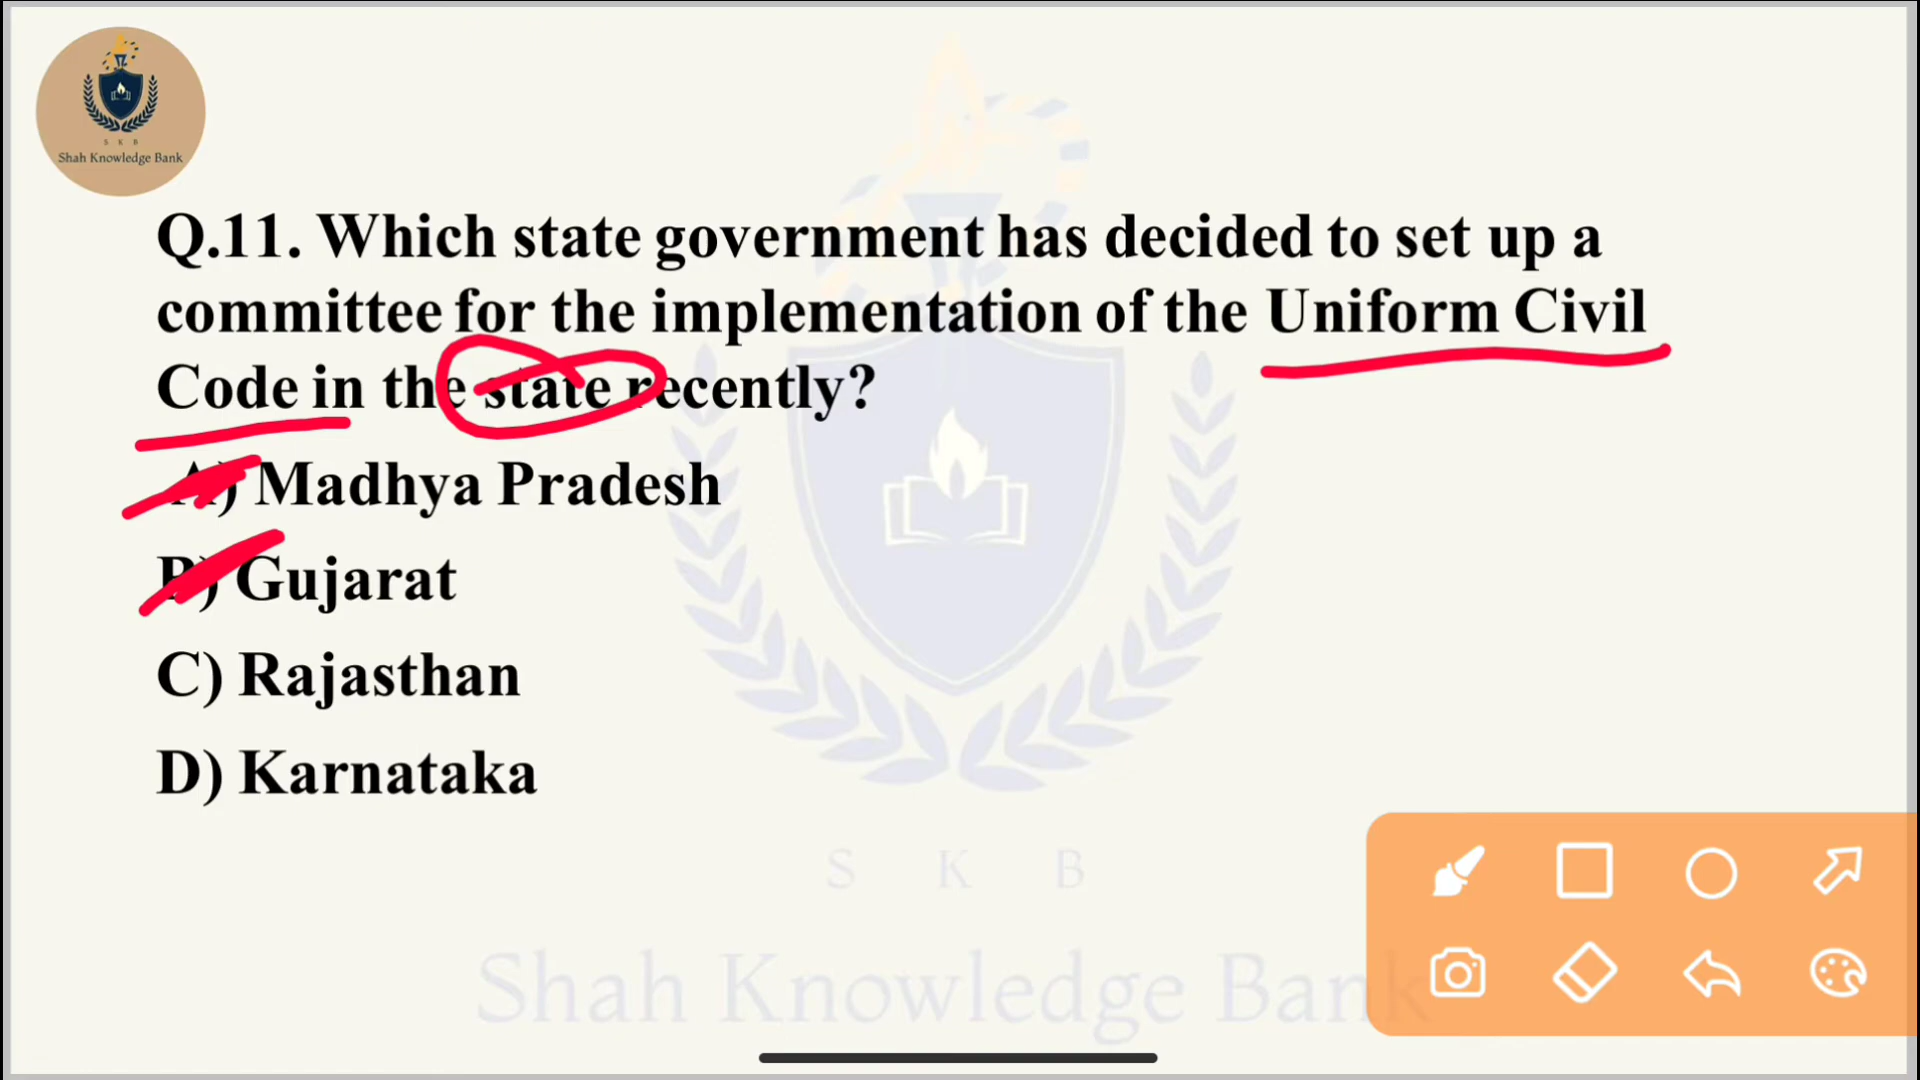 S K B
Shah Knowledge Bank
Q.11. Which state government has decided to set up a
committee for the implementation of the Uniform Civil
Code in the state recently?
A) Madhya Pradesh
B) Gujarat
C) Rajasthan
D) Karnataka
S K B
Shah Knowledge Bank